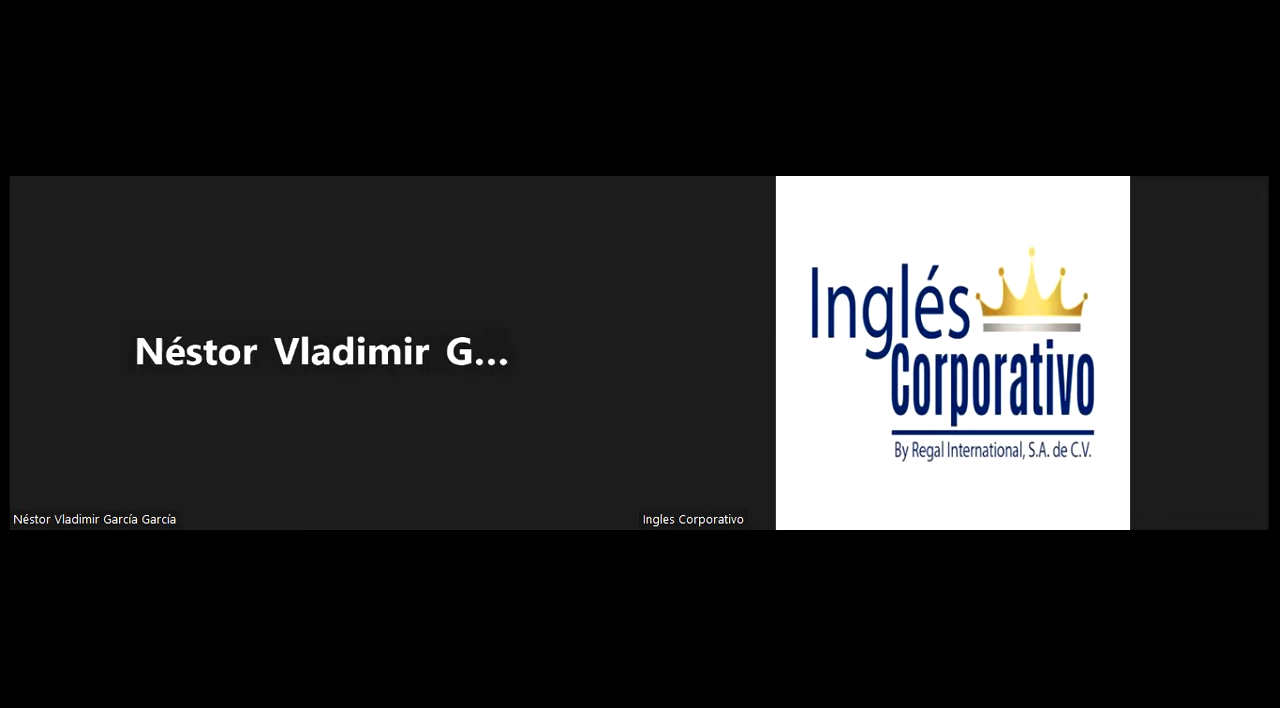 Néstor Vladimir G...
Néstor Vladimir García García
Inglés
Corporativo
By Regal International, S.A. de C.V.
Ingles Corporativo